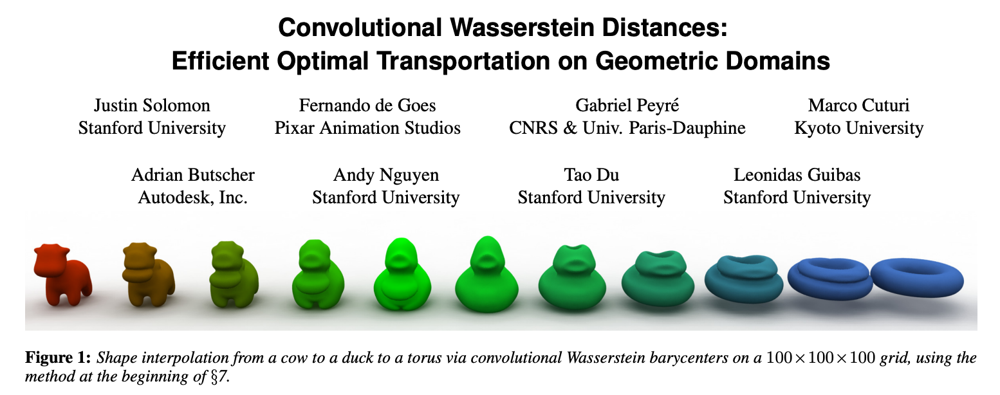 Convolutional Wasserstein Distances:
Efficient Optimal Transportation on Geometric Domains
Justin Solomon Fernando de Goes Gabriel Peyré Marco Cuturi
Stanford University Pixar Animation Studios CNRS & Univ. Paris-Dauphine Kyoto University
Adrian Butscher Andy Nguyen Tao Du Leonidas Guibas
Autodesk, Inc. Stanford University Stanford University Stanford University
Figure 1: Shape interpolation from a cow to a duck to a torus via convolutional Wasserstein barycenters on a 100×100×100 grid, using the
method at the beginning of §7.